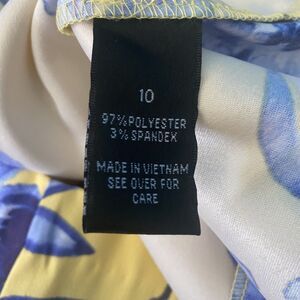 10
97% POLYESTER
3% SPANDEX
MADE IN VIETNAM
SEE OVER FOR
CARE